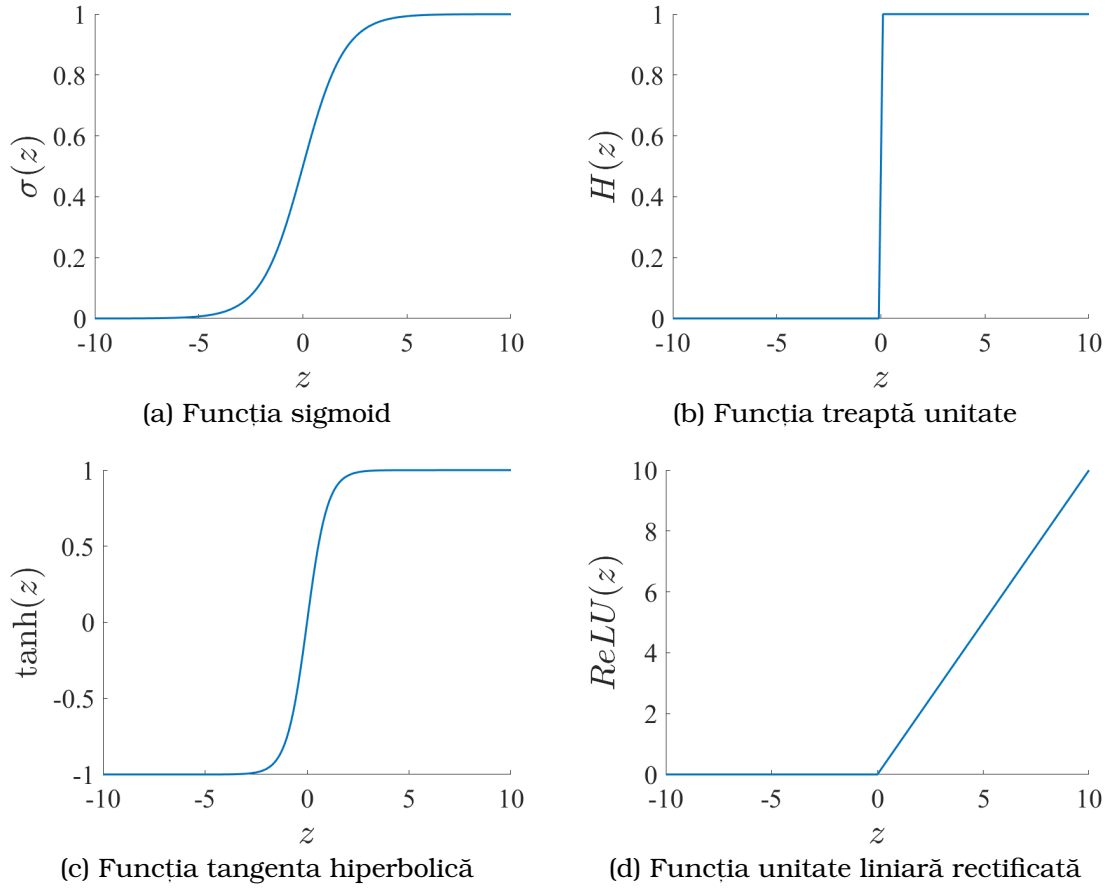 1
0.8
0.6
0.4
0.2
0
σ(z)
-10 -5 0 5 10
z
(a) Funcția sigmoid
1
0.8
0.6
0.4
0.2
0
H(z)
-10 -5 0 5 10
z
(b) Funcția treaptă unitate
1
0.5
0
-0.5
-1
tanh(z)
-10 -5 0 5 10
z
(c) Funcția tangenta hiperbolică
10
8
6
4
2
0
ReLU(z)
-10 -5 0 5 10
z
(d) Funcția unitate liniară rectificată